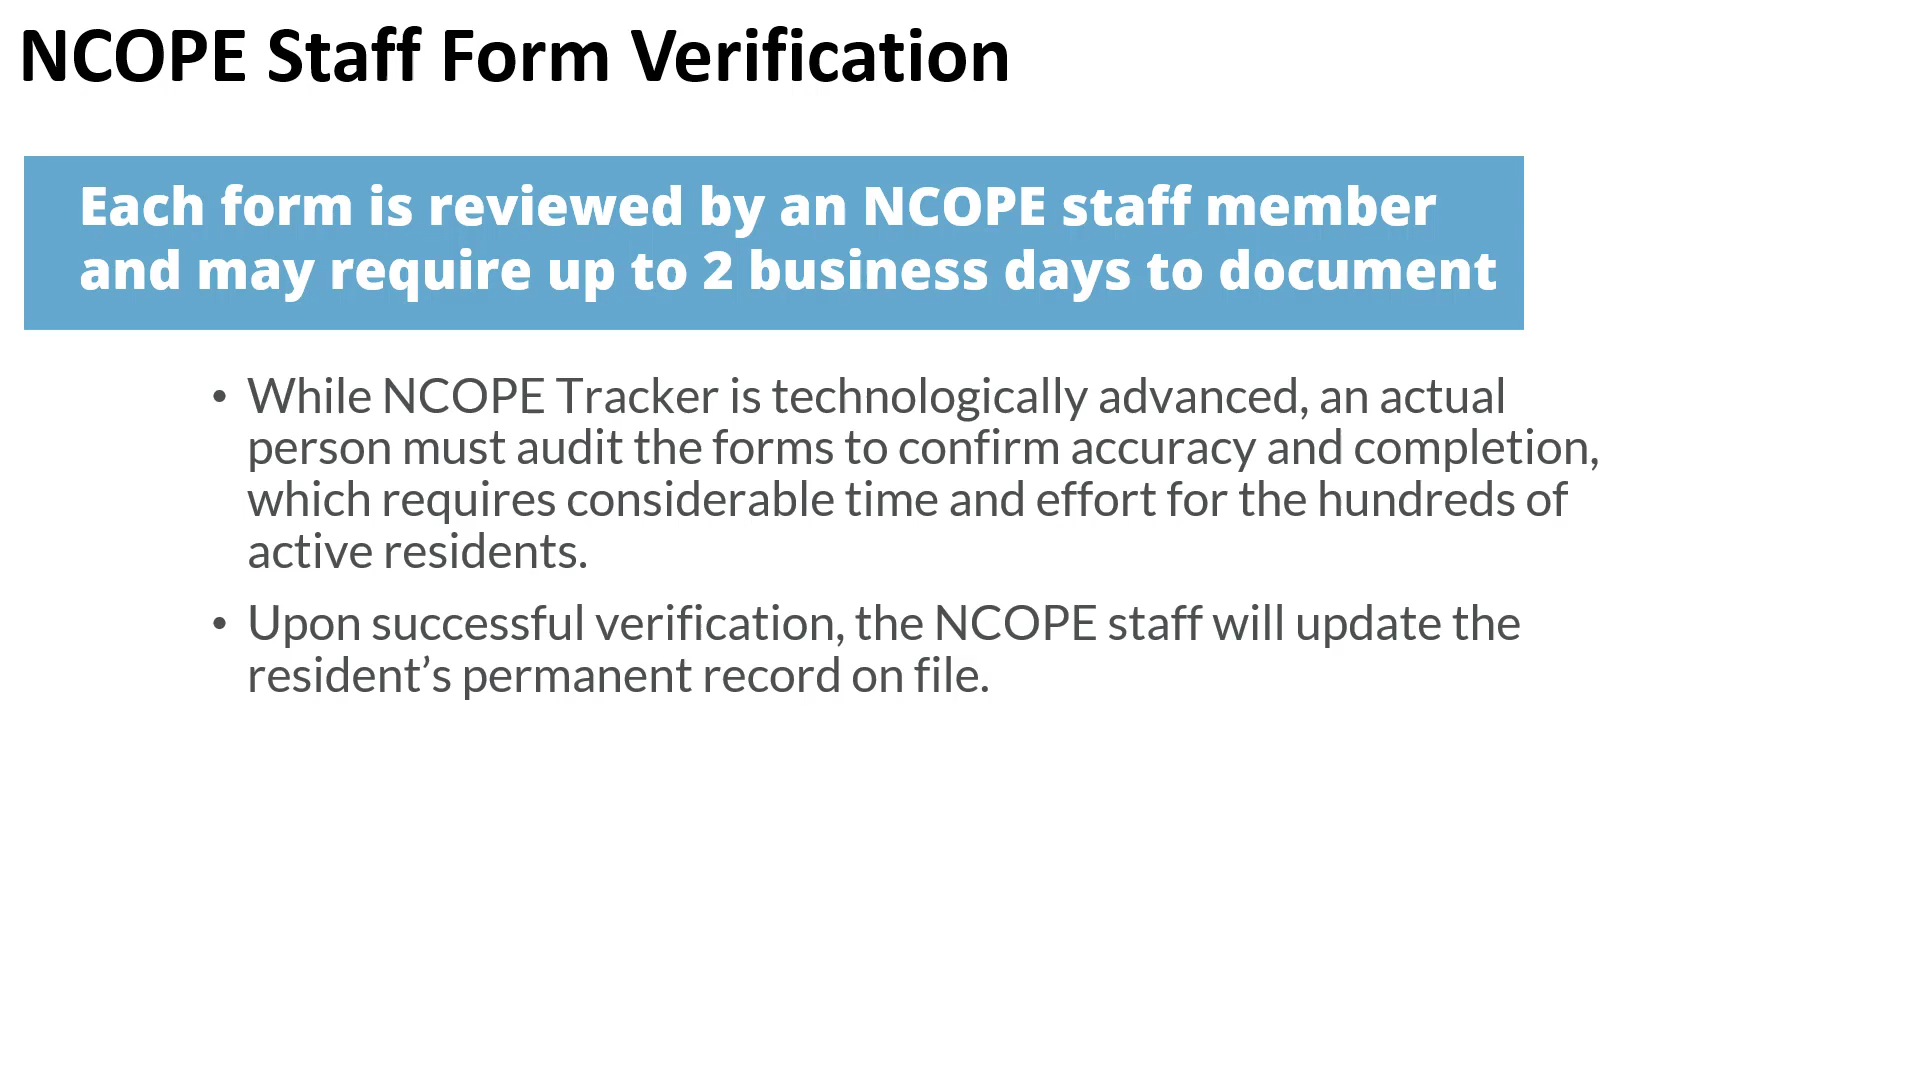 NCOPE Staff Form Verification
Each form is reviewed by an NCOPE staff member
and may require up to 2 business days to document
• While NCOPE Tracker is technologically advanced, an actual
person must audit the forms to confirm accuracy and completion,
which requires considerable time and effort for the hundreds of
active residents.
• Upon successful verification, the NCOPE staff will update the
resident’s permanent record on file.